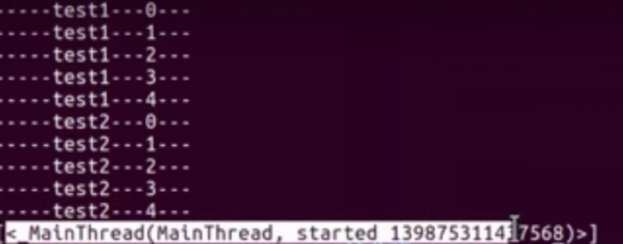 -----test1---0---
-----test1---1---
-----test1---2---
-----test1---3---
-----test1---4---
-----test2---0---
-----test2---1---
-----test2---2---
-----test2---3---
-----test2---4---
[<_MainThread(MainThread, started